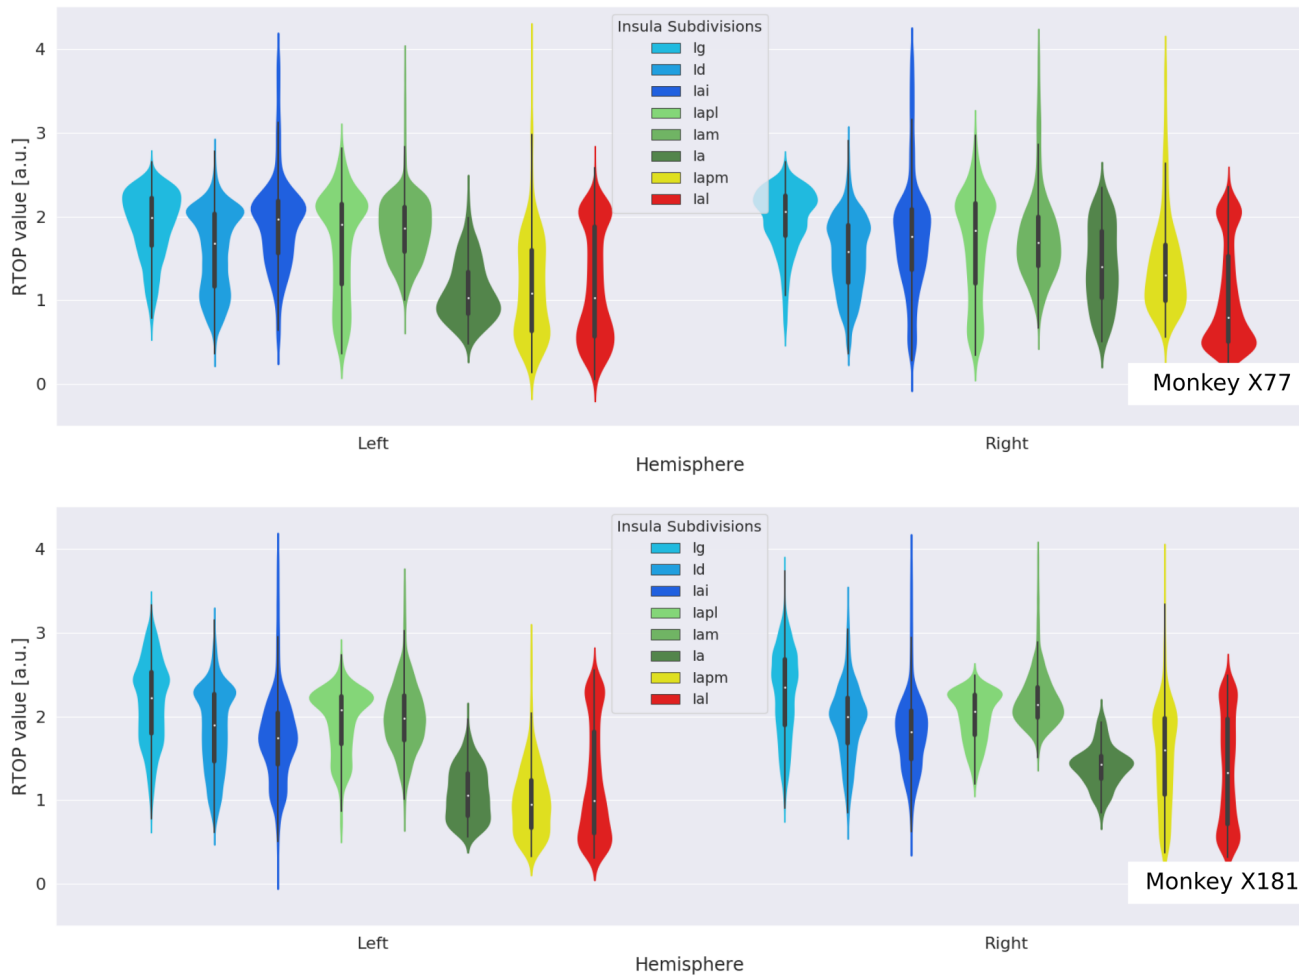 Insula Subdivisions
Ig
Id
Iai
Iapl
Iam
Ia
Iapm
Ial
4
3
2
1
0
RTOP value [a.u.]
Monkey X77
Left
Right
Hemisphere
Insula Subdivisions
Ig
Id
Iai
Iapl
Iam
Ia
Iapm
Ial
4
3
2
1
0
RTOP value [a.u.]
Monkey X181
Left
Right
Hemisphere